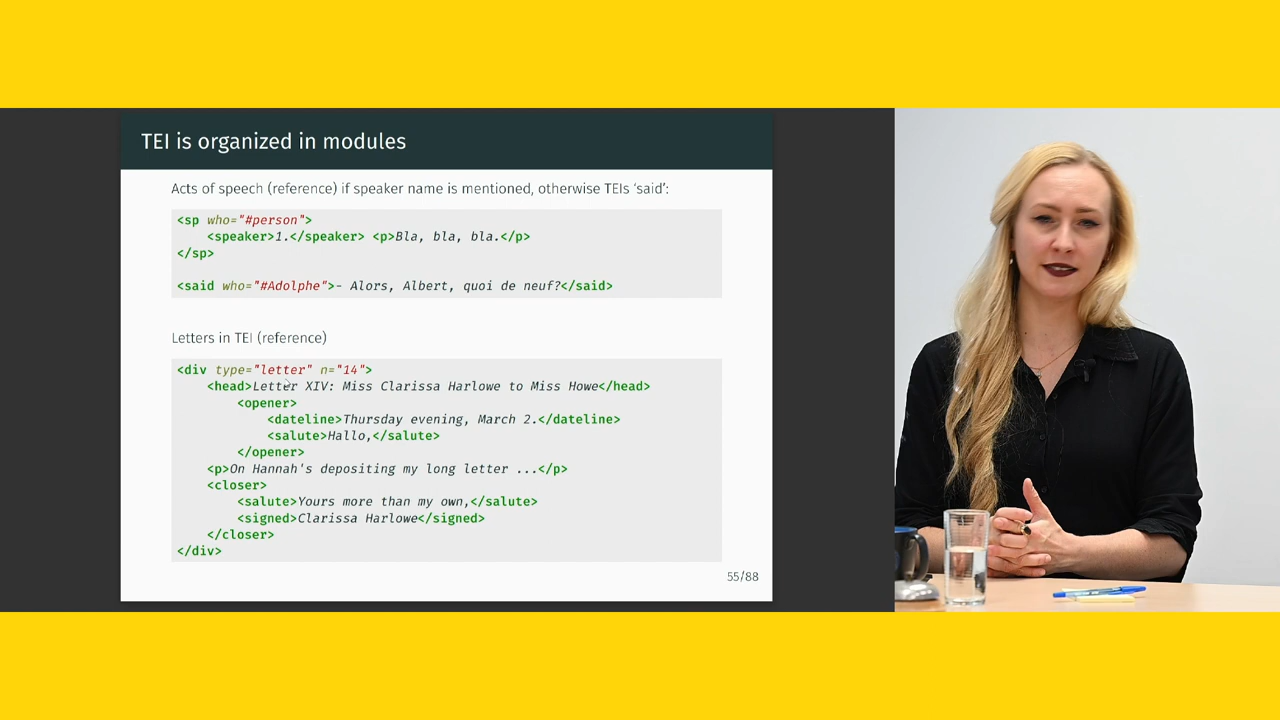 TEI is organized in modules
Acts of speech (reference) if speaker name is mentioned, otherwise TEIs ‘said’:
<sp who="#person">
<speaker>1.</speaker> <p>Bla, bla, bla.</p>
</sp>
<said who="#Adolphe">- Alors, Albert, quoi de neuf?</said>
Letters in TEI (reference)
<div type="letter" n="14">
<head>Letter XIV: Miss Clarissa Harlowe to Miss Howe</head>
<opener>
<dateline>Thursday evening, March 2.</dateline>
<salute>Hallo,</salute>
</opener>
<p>On Hannah's depositing my long letter ...</p>
<closer>
<salute>Yours more than my own,</salute>
<signed>Clarissa Harlowe</signed>
</closer>
</div>
55/88